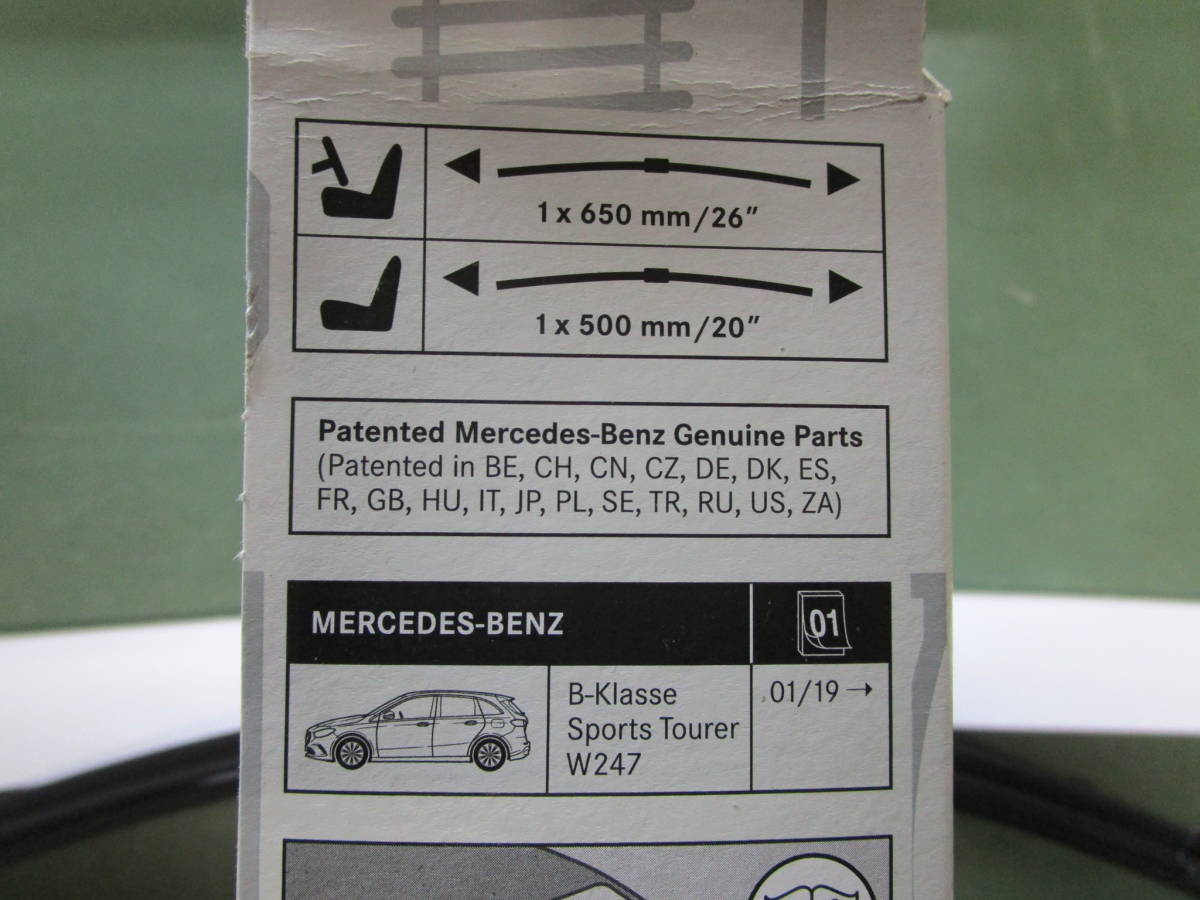 1 x 650 mm/26″
1 x 500 mm/20″
Patented Mercedes-Benz Genuine Parts
(Patented in BE, CH, CN, CZ, DE, DK, ES,
FR, GB, HU, IT, JP, PL, SE, TR, RU, US, ZA)
MERCEDES-BENZ
01
B-Klasse
Sports Tourer
W247
01/19 →